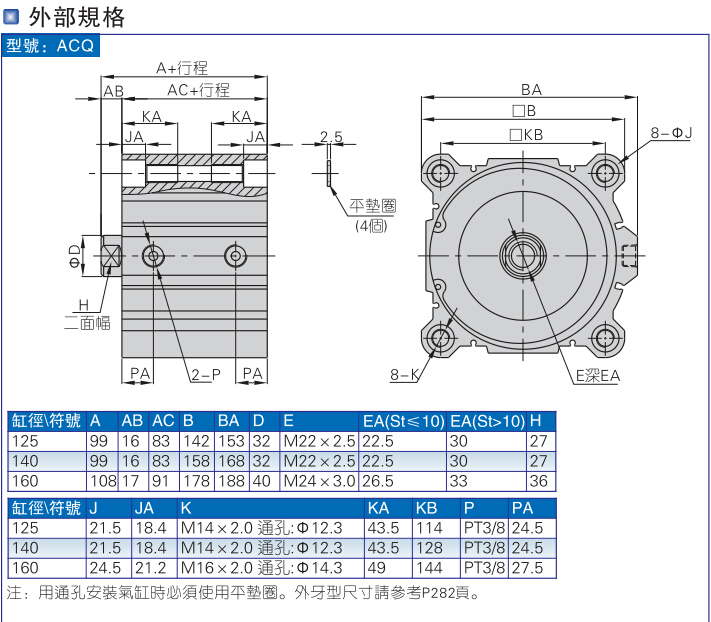 外部規格
型號：ACQ
A+行程
AB
AC+行程
KA
KA
JA
JA
2.5
平墊圈
(4個)
ΦD
H
二面幅
PA
2-P
PA
BA
□B
□KB
8-ΦJ
8-K
E深EA
缸徑\符號 A AB AC B BA D E EA(St≤10) EA(St>10) H
125 99 16 83 142 153 32 M22×2.5 22.5 30 27
140 99 16 83 158 168 32 M22×2.5 22.5 30 27
160 108 17 91 178 188 40 M24×3.0 26.5 33 36
缸徑\符號 J JA K KA KB P PA
125 21.5 18.4 M14×2.0 通孔:Φ12.3 43.5 114 PT3/8 24.5
140 21.5 18.4 M14×2.0 通孔:Φ12.3 43.5 128 PT3/8 24.5
160 24.5 21.2 M16×2.0 通孔:Φ14.3 49 144 PT3/8 27.5
注：用通孔安裝氣缸時必須使用平墊圈。外牙型尺寸請參考P282頁。